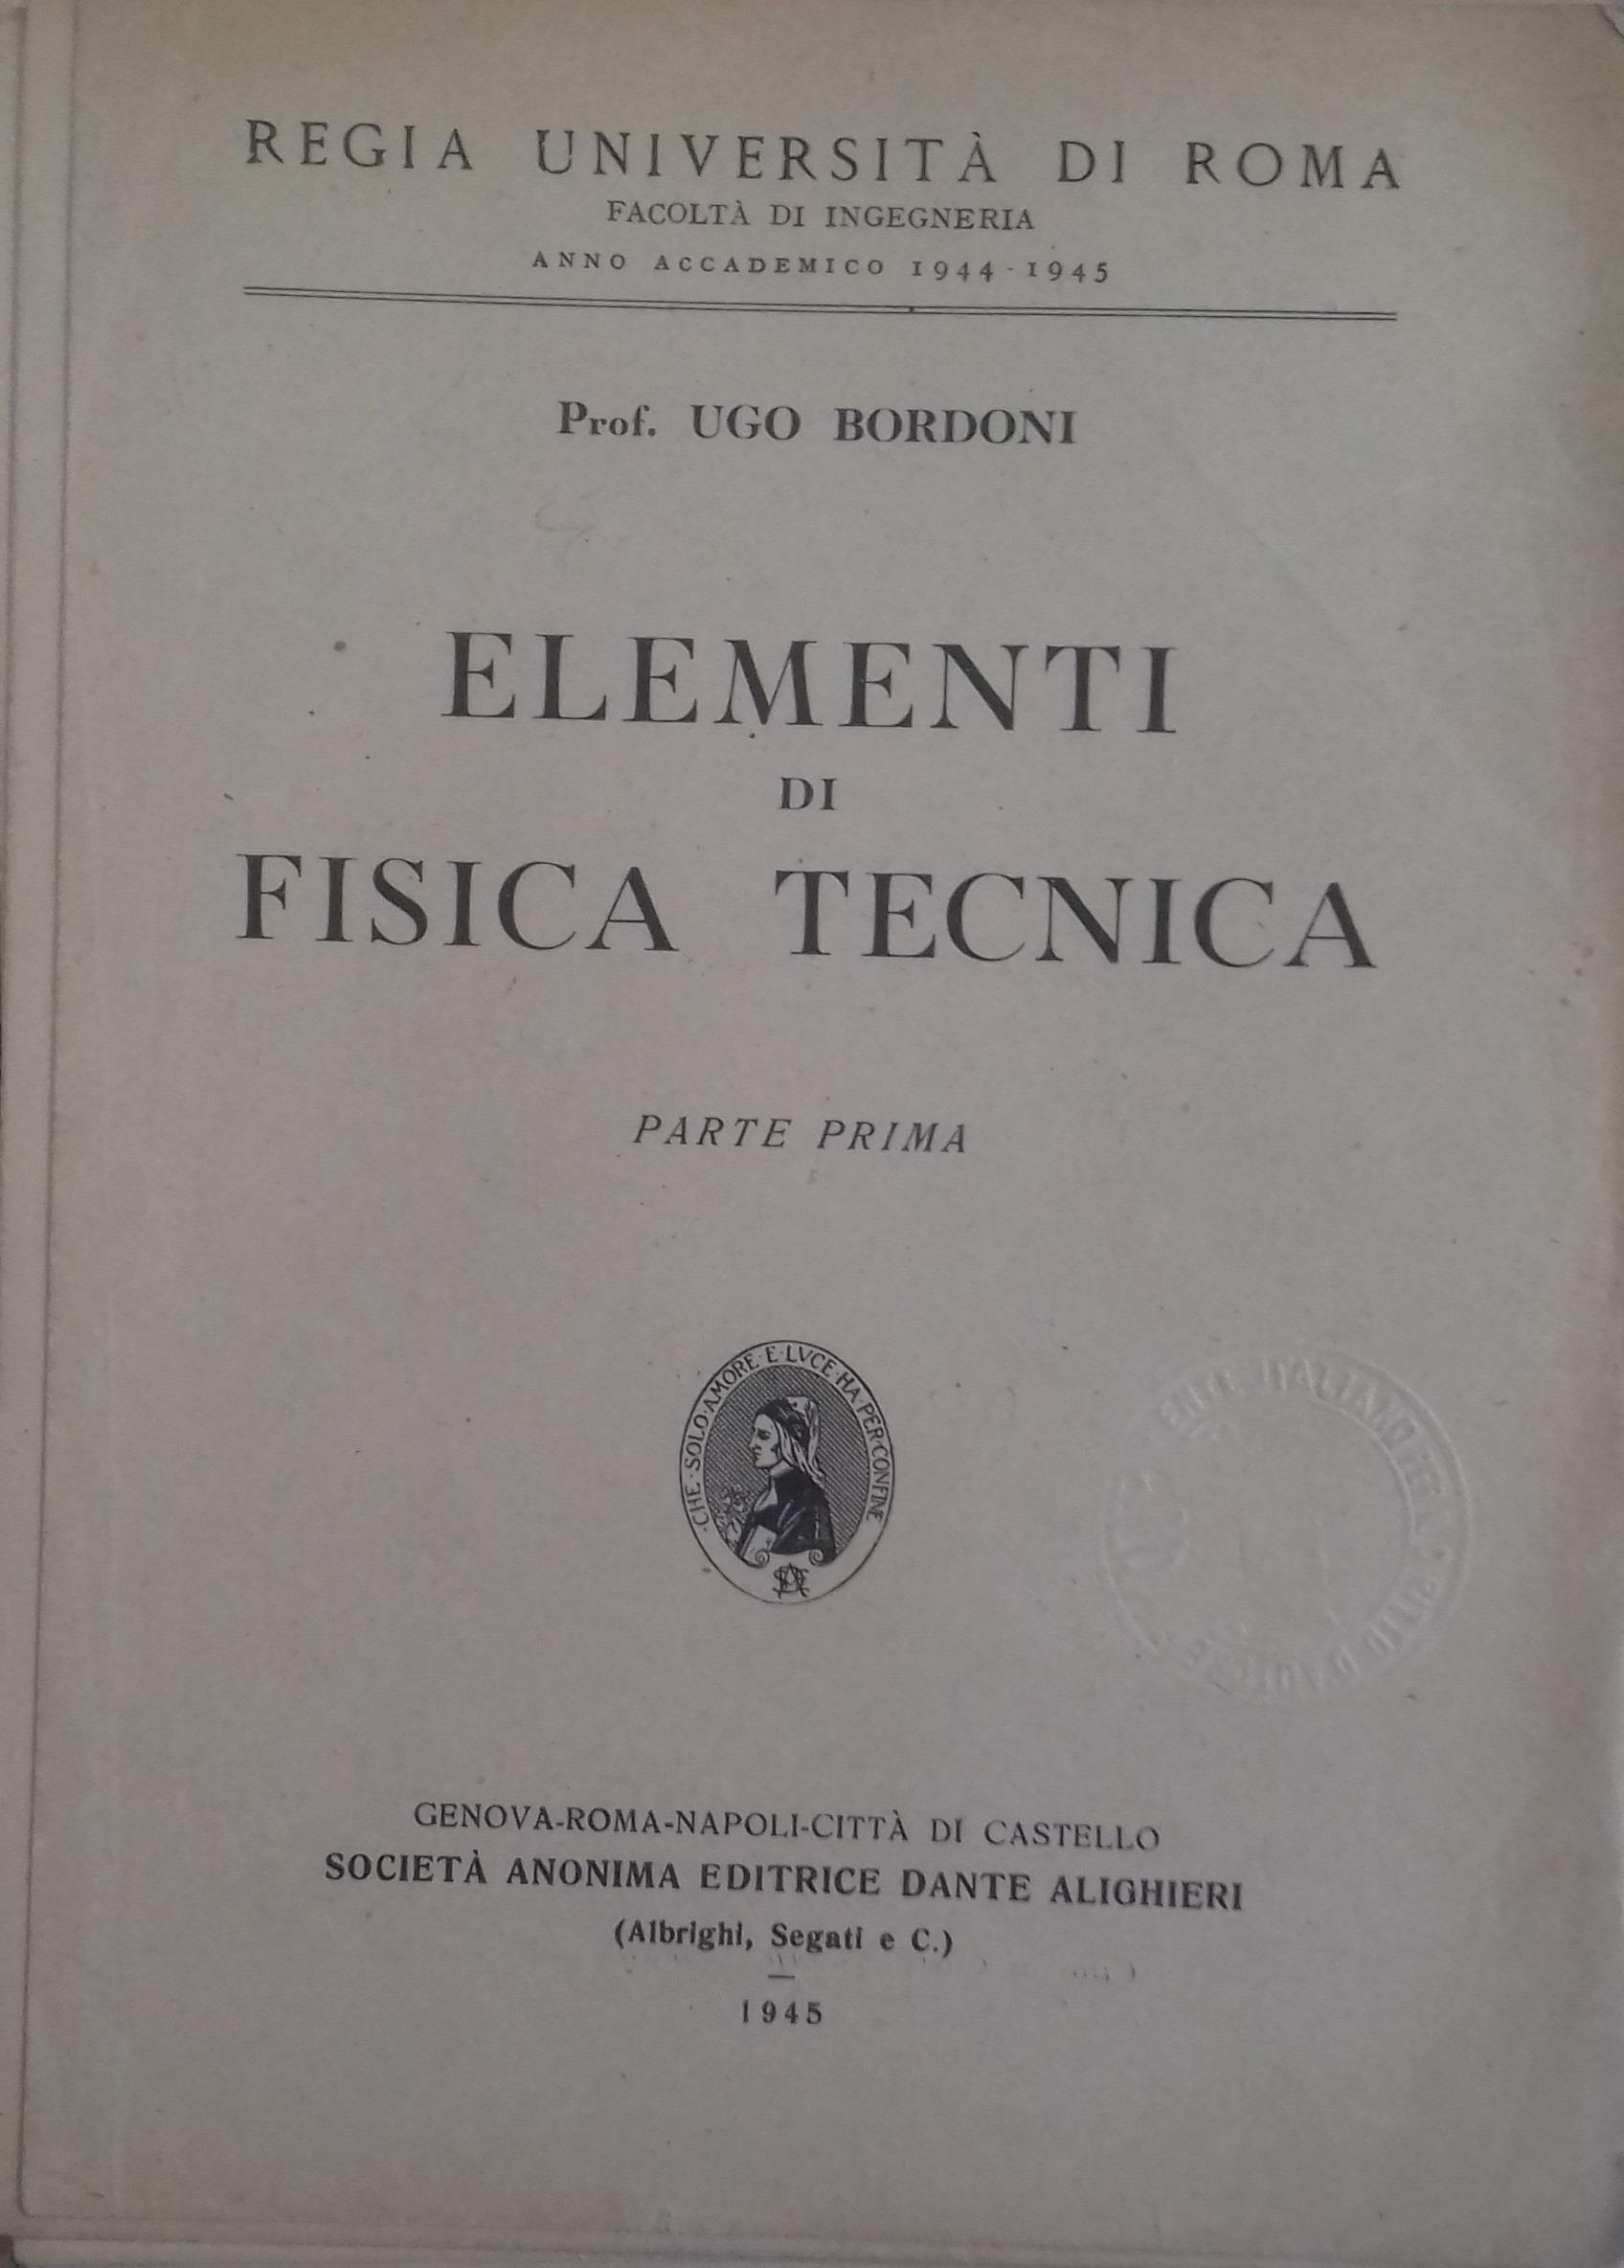 REGIA UNIVERSITÀ DI ROMA
FACOLTÀ DI INGEGNERIA
ANNO ACCADEMICO 1944-1945
Prof. UGO BORDONI
ELEMENTI
DI
FISICA TECNICA
PARTE PRIMA
·CHE·SOLO·AMORE·E·LVCE·HA·PER·CONFINE
ITALIANO
GENOVA-ROMA-NAPOLI-CITTÀ DI CASTELLO
SOCIETÀ ANONIMA EDITRICE DANTE ALIGHIERI
(Albrighi, Segati e C.)
1945